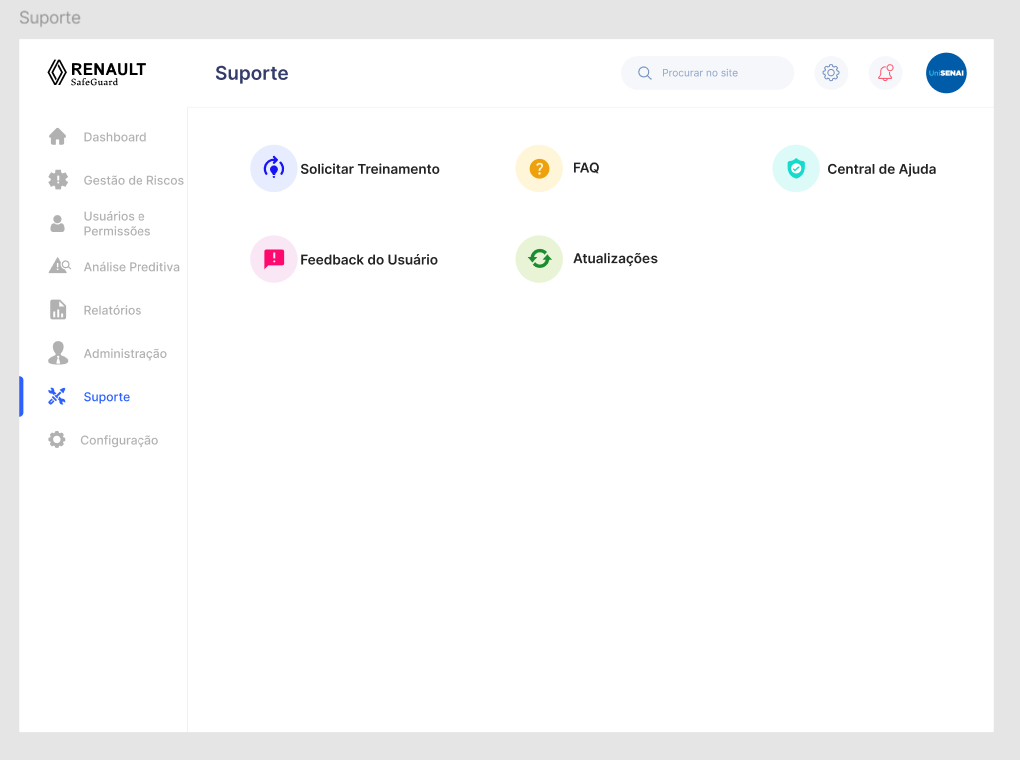 Suporte
RENAULT
SafeGuard
Suporte
Procurar no site
UniSENAI
Dashboard
Gestão de Riscos
Usuários e
Permissões
Análise Preditiva
Relatórios
Administração
Suporte
Configuração
Solicitar Treinamento
FAQ
Central de Ajuda
Feedback do Usuário
Atualizações